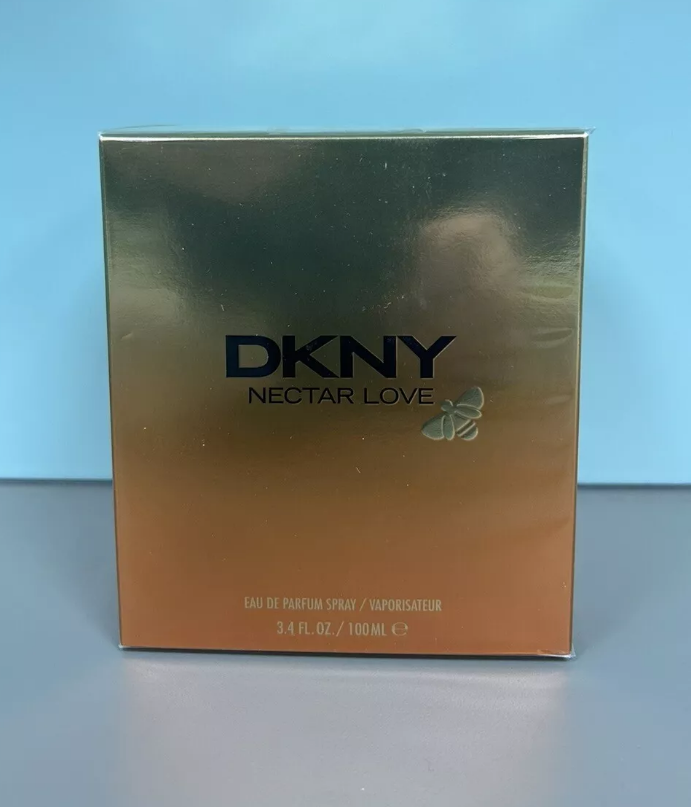 DKNY
NECTAR LOVE
EAU DE PARFUM SPRAY / VAPORISATEUR
3.4 FL. OZ. / 100 ML ℮